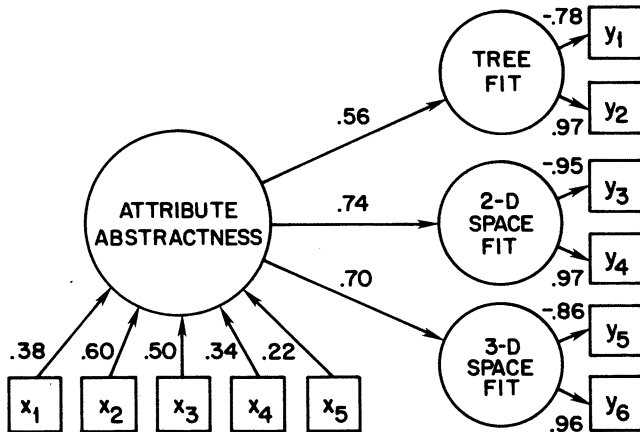 -.78
y1
TREE
FIT
.56
.97
y2
ATTRIBUTE
ABSTRACTNESS
.74
-.95
y3
2-D
SPACE
FIT
.97
y4
.70
-.86
y5
3-D
SPACE
FIT
.96
y6
.38
.60
.50
.34
.22
x1
x2
x3
x4
x5